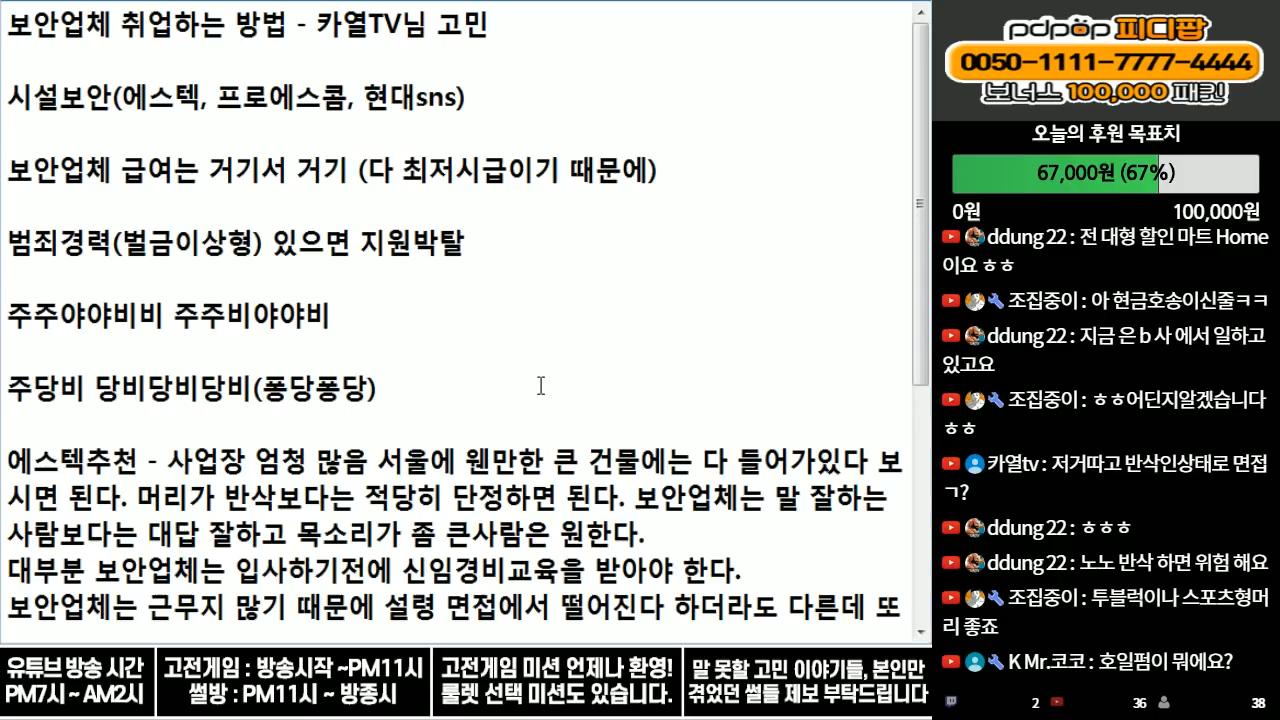 보안업체 취업하는 방법 - 카열TV님 고민
시설보안(에스텍, 프로에스콤, 현대sns)
보안업체 급여는 거기서 거기 (다 최저시급이기 때문에)
범죄경력(벌금이상형) 있으면 지원박탈
주주야야비비 주주비야야비
주당비 당비당비당비(퐁당퐁당)
에스텍추천 - 사업장 엄청 많음 서울에 웬만한 큰 건물에는 다 들어가있다 보
시면 된다. 머리가 반삭보다는 적당히 단정하면 된다. 보안업체는 말 잘하는
사람보다는 대답 잘하고 목소리가 좀 큰사람은 원한다.
대부분 보안업체는 입사하기전에 신임경비교육을 받아야 한다.
보안업체는 근무지 많기 때문에 설령 면접에서 떨어진다 하더라도 다른데 또
pdpop 피디팝
0050-1111-7777-4444
보너스 100,000 패킷
오늘의 후원 목표치
67,000원 (67%)
0원 100,000원
ddung 22 : 전 대형 할인 마트 Home
이요 ㅎㅎ
조집중이 : 아 현금호송이신줄ㅋㅋ
ddung 22 : 지금 은 b 사 에서 일하고
있고요
조집중이 : ㅎㅎ어딘지알겠습니다
ㅎㅎ
카열tv : 저거따고 반삭인상태로 면접
ㄱ?
ddung 22 : ㅎㅎㅎ
ddung 22 : 노노 반삭 하면 위험 해요
조집중이 : 투블럭이나 스포츠형머
리 좋죠
K Mr.코코 : 호일펌이 뭐에요?
2 36 38
유튜브 방송 시간
PM7시 ~ AM2시
고전게임 : 방송시작 ~PM11시
썰방 : PM11시 ~ 방종시
고전게임 미션 언제나 환영!
룰렛 선택 미션도 있습니다.
말 못할 고민 이야기들, 본인만
겪었던 썰들 제보 부탁드립니다